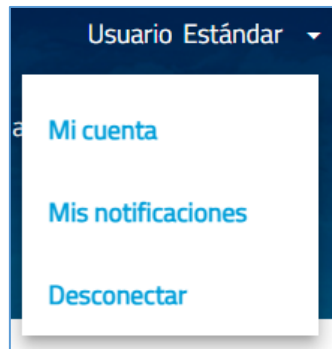 Usuario Estándar
a
Mi cuenta
Mis notificaciones
Desconectar